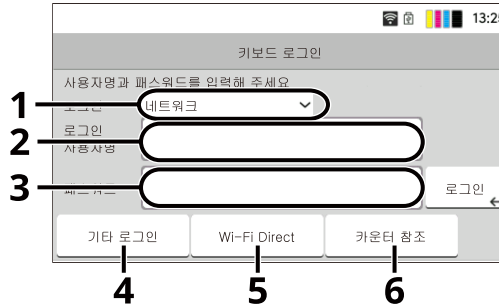 13:25
키보드 로그인
사용자명과 패스워드를 입력해 주세요
1
네트워크
로그인
2
사용자명
3
로그인
기타 로그인 Wi-Fi Direct 카운터 참조
4 5 6